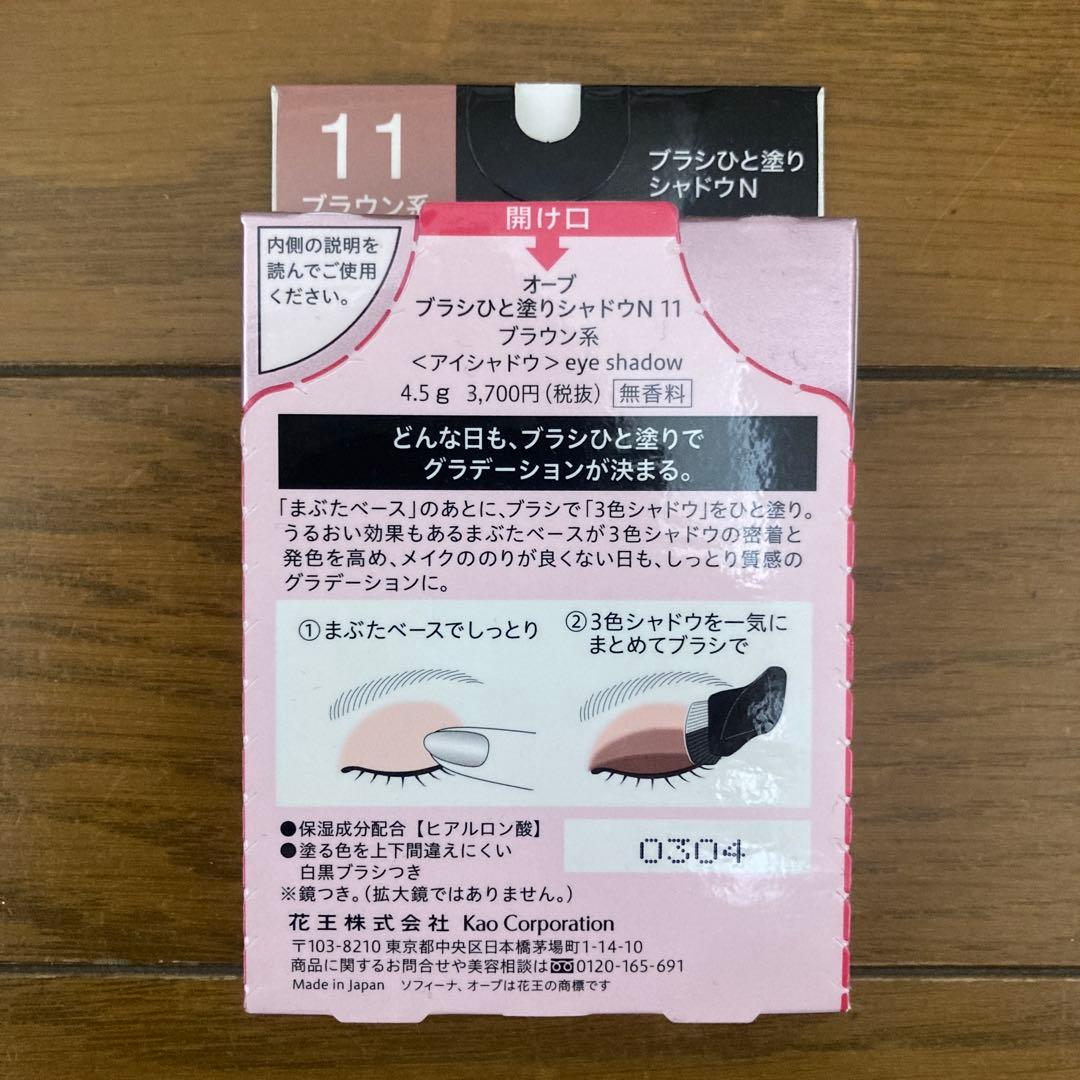 11
ブラウン系
ブラシひと塗り
シャドウN
開け口
内側の説明を
読んでご使用
ください。
オーブ
ブラシひと塗りシャドウN 11
ブラウン系
＜アイシャドウ＞eye shadow
4.5g 3,700円(税抜) 無香料
どんな日も、ブラシひと塗りで
グラデーションが決まる。
「まぶたベース」のあとに、ブラシで「3色シャドウ」をひと塗り。
うるおい効果もあるまぶたベースが3色シャドウの密着と
発色を高め、メイクののりが良くない日も、しっとり質感の
グラデーションに。
①まぶたベースでしっとり
②3色シャドウを一気に
まとめてブラシで
●保湿成分配合【ヒアルロン酸】
●塗る色を上下間違えにくい
白黒ブラシつき
※鏡つき。(拡大鏡ではありません。)
0304
花王株式会社 Kao Corporation
〒103-8210 東京都中央区日本橋茅場町1-14-10
商品に関するお問合せや美容相談は0120-165-691
Made in Japan ソフィーナ、オーブは花王の商標です